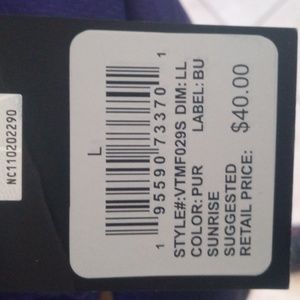 L
1 95590 73370 1
STYLE#:VTMF029S DIM:LL
COLOR: PUR LABEL: BU
SUNRISE
SUGGESTED
RETAIL PRICE: $40.00
NC110202290